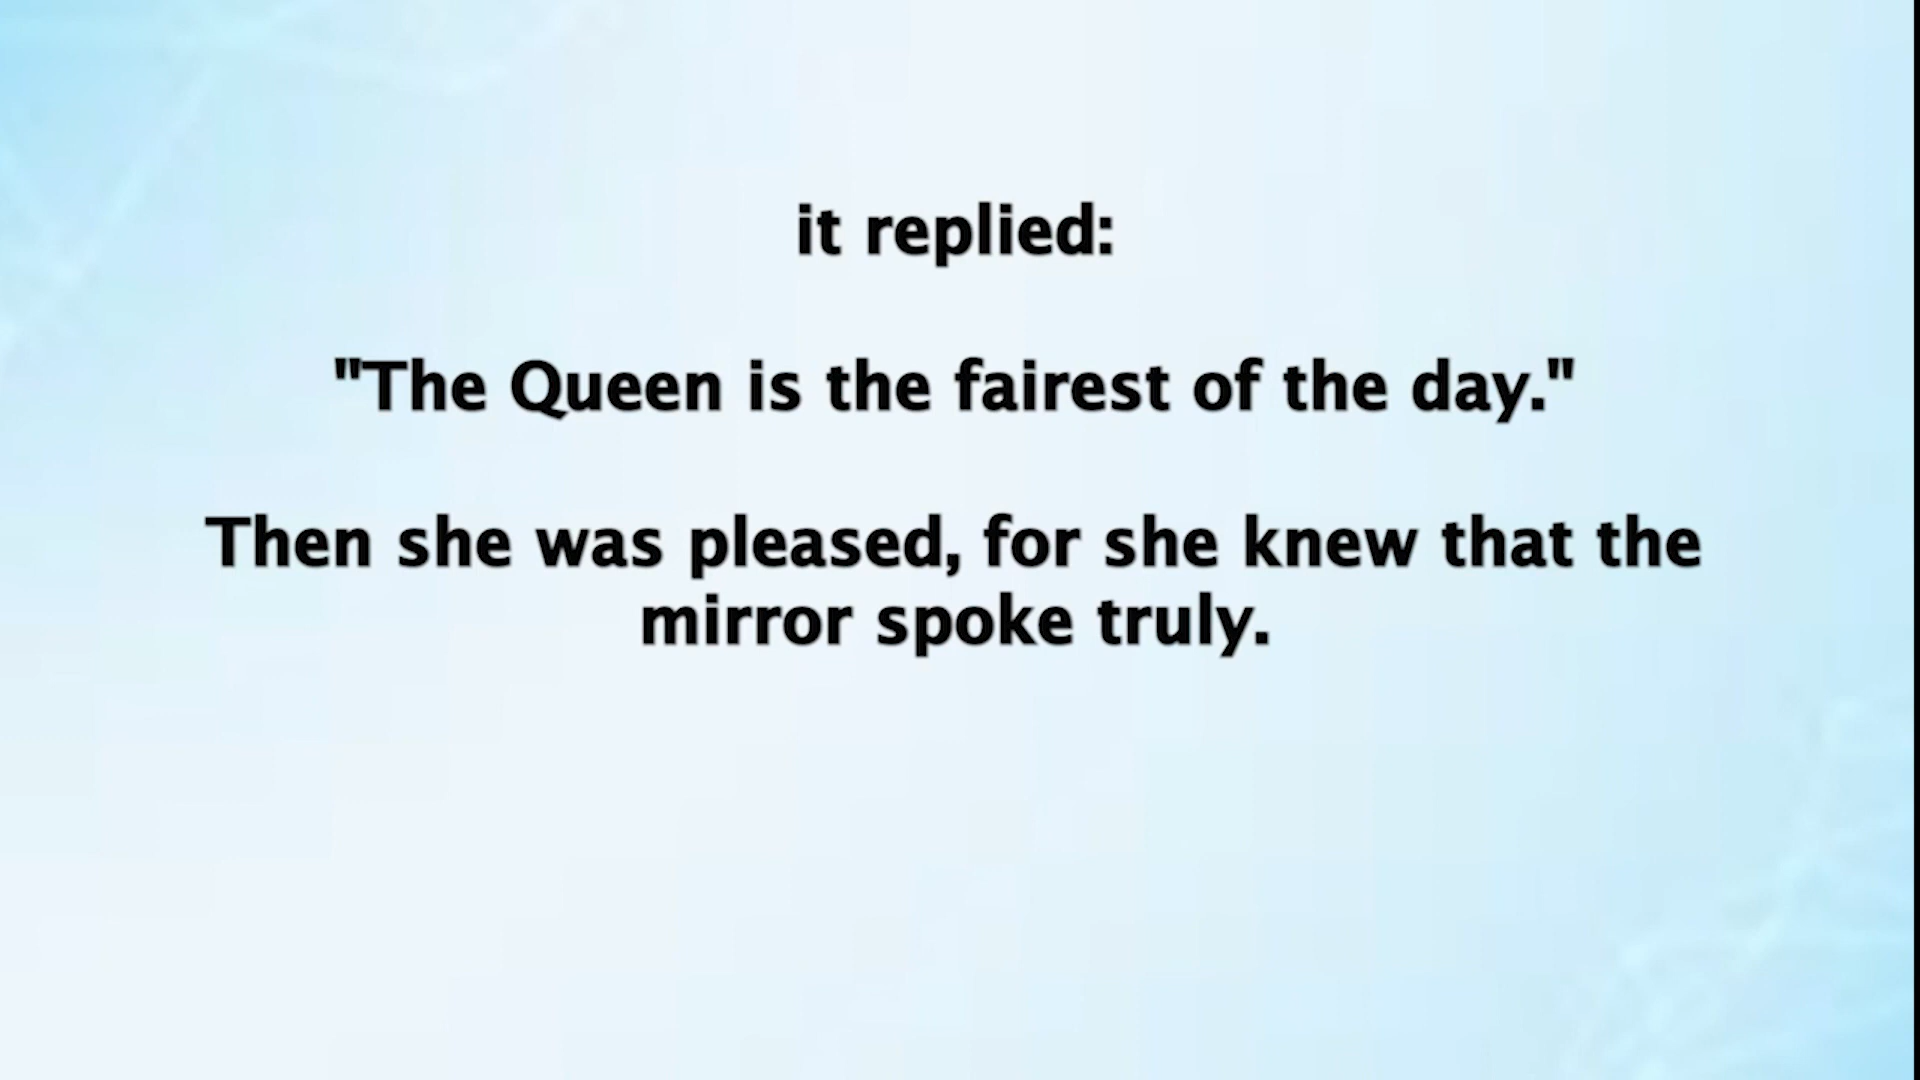 it replied:
"The Queen is the fairest of the day."
Then she was pleased, for she knew that the
mirror spoke truly.